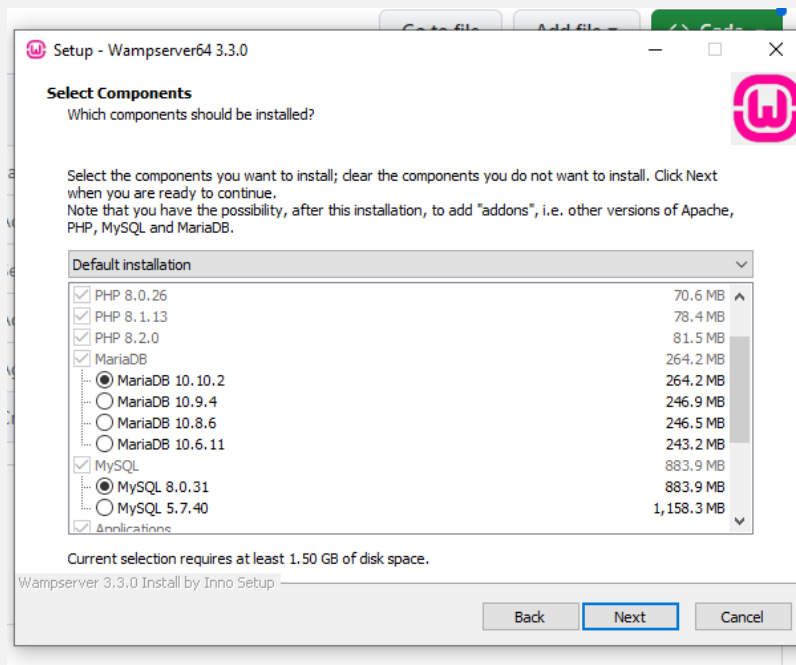 Go to file
Add file
Code
Setup - Wampserver64 3.3.0
Select Components
Which components should be installed?
Select the components you want to install; clear the components you do not want to install. Click Next
when you are ready to continue.
Note that you have the possibility, after this installation, to add "addons", i.e. other versions of Apache,
PHP, MySQL and MariaDB.
Default installation
PHP 8.0.26 70.6 MB
PHP 8.1.13 78.4 MB
PHP 8.2.0 81.5 MB
MariaDB 264.2 MB
MariaDB 10.10.2 264.2 MB
MariaDB 10.9.4 246.9 MB
MariaDB 10.8.6 246.5 MB
MariaDB 10.6.11 243.2 MB
MySQL 883.9 MB
MySQL 8.0.31 883.9 MB
MySQL 5.7.40 1,158.3 MB
Applications
Current selection requires at least 1.50 GB of disk space.
Wampserver 3.3.0 Install by Inno Setup
Back
Next
Cancel